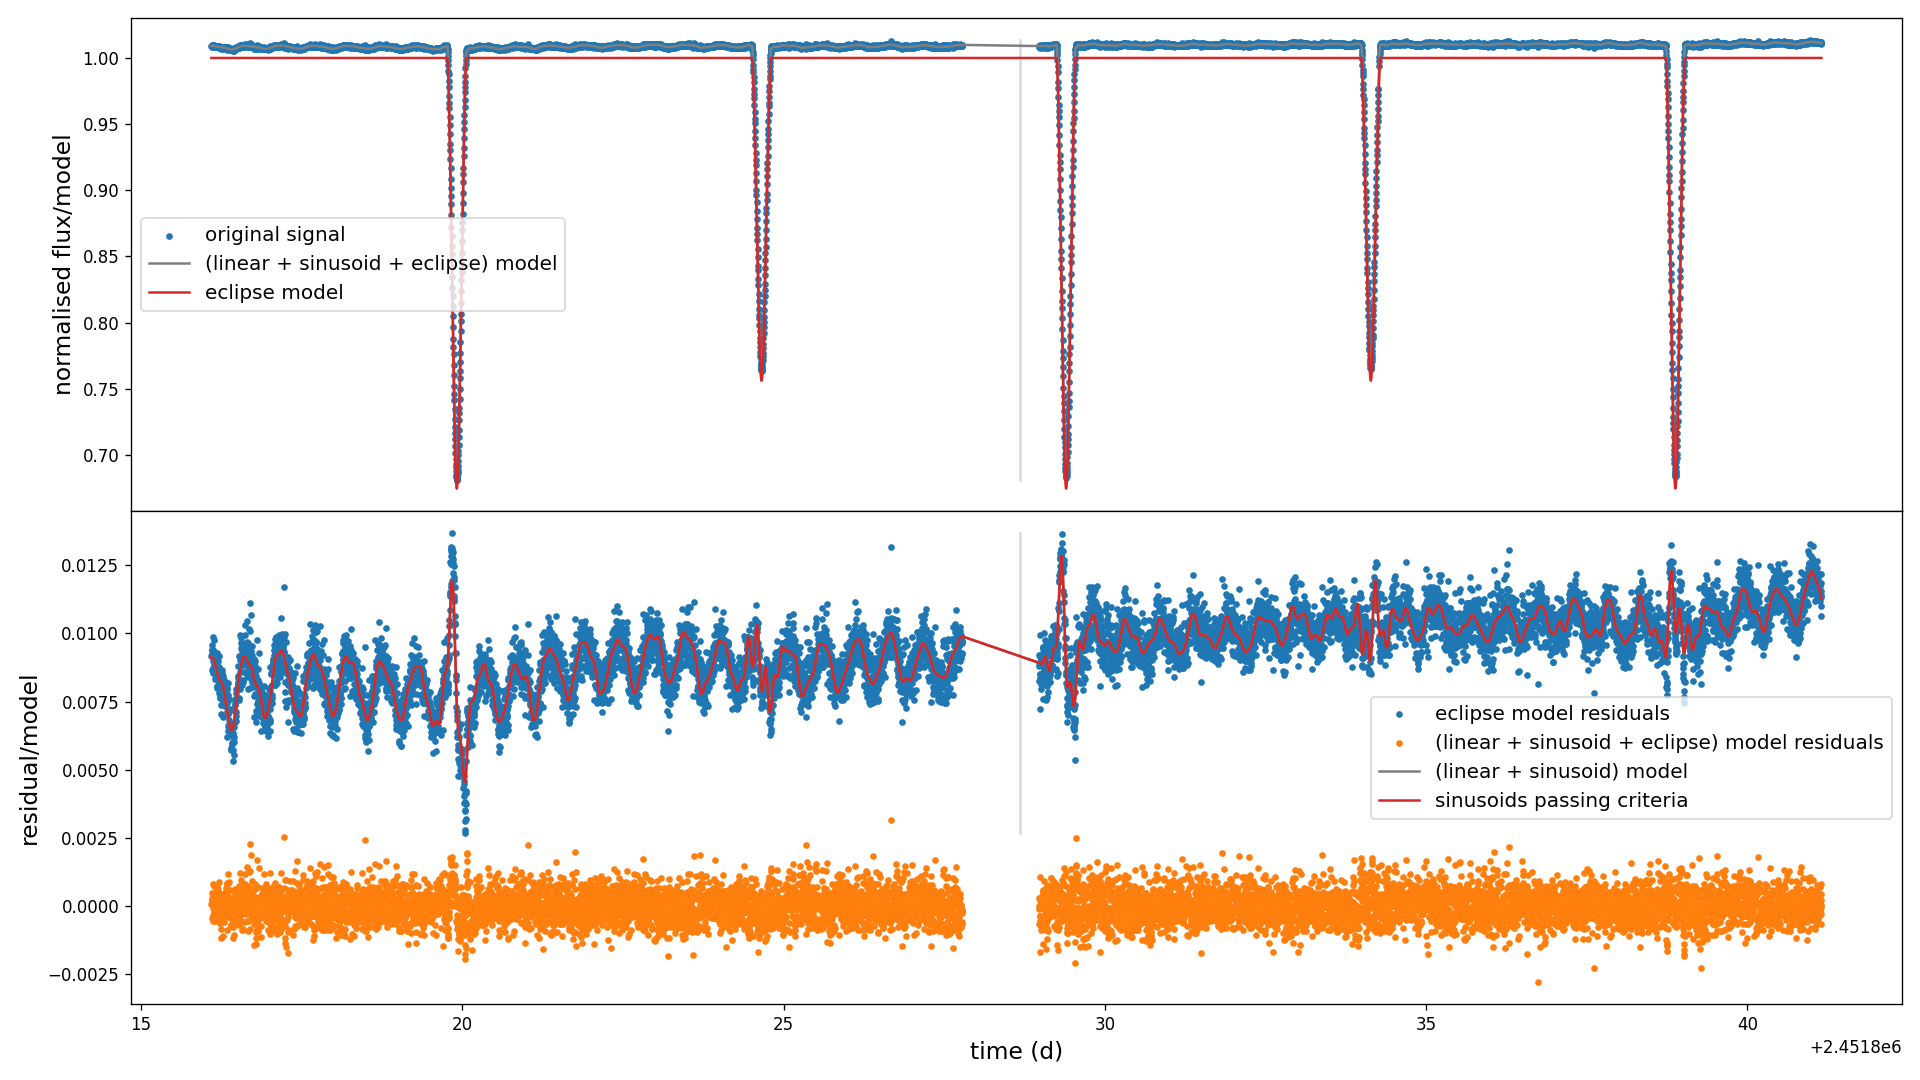 1.00
0.95
0.90
0.85
0.80
0.75
0.70
normalised flux/model
original signal
(linear + sinusoid + eclipse) model
eclipse model
0.0125
0.0100
0.0075
0.0050
0.0025
0.0000
−0.0025
residual/model
eclipse model residuals
(linear + sinusoid + eclipse) model residuals
(linear + sinusoid) model
sinusoids passing criteria
15
20
25
30
35
40
time (d)
+2.4518e6